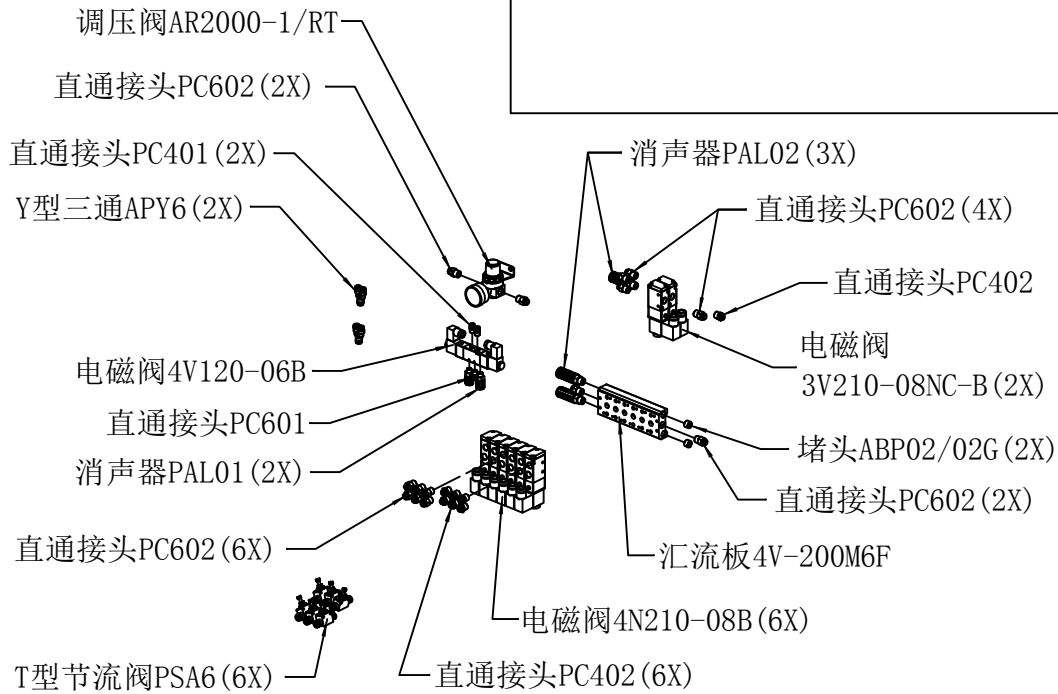 调压阀AR2000-1/RT
直通接头PC602(2X)
直通接头PC401(2X)
Y型三通APY6(2X)
电磁阀4V120-06B
直通接头PC601
消声器PAL01(2X)
直通接头PC602(6X)
T型节流阀PSA6(6X)
消声器PAL02(3X)
直通接头PC602(4X)
直通接头PC402
电磁阀
3V210-08NC-B(2X)
堵头ABP02/02G(2X)
直通接头PC602(2X)
汇流板4V-200M6F
电磁阀4N210-08B(6X)
直通接头PC402(6X)